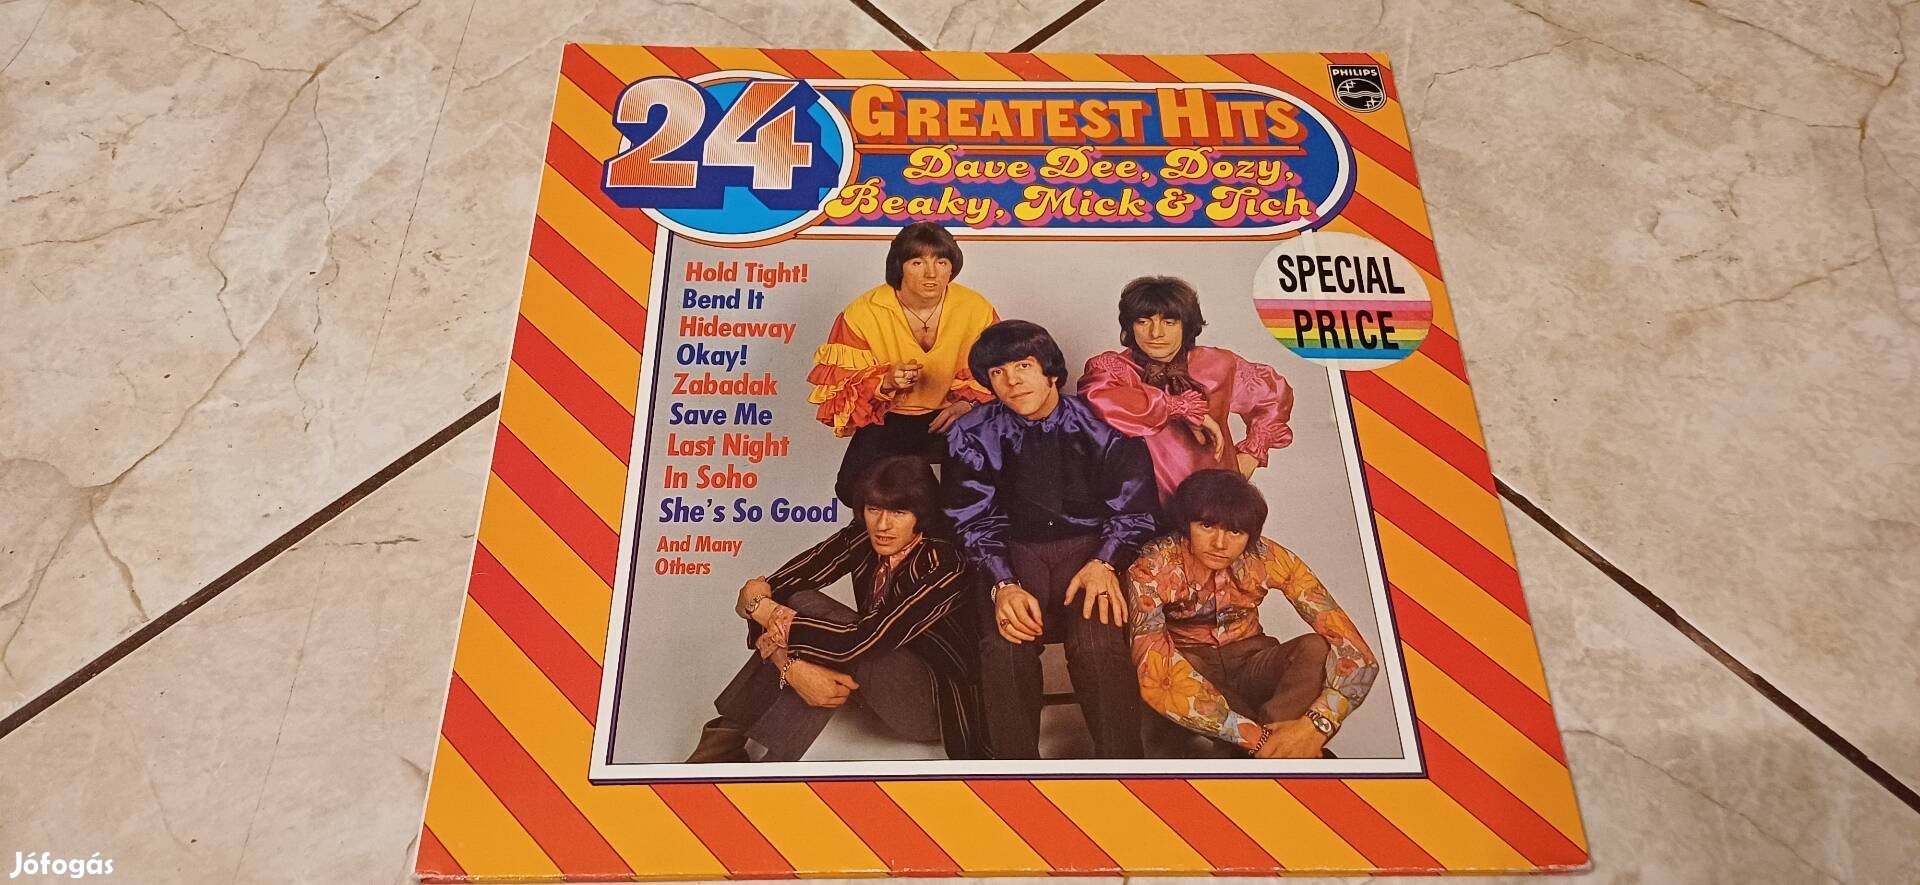 24
GREATEST HITS
Dave Dee, Dozy,
Beaky, Mick & Tich
PHILIPS
Hold Tight!
Bend It
Hideaway
Okay!
Zabadak
Save Me
Last Night
In Soho
She's So Good
And Many
Others
SPECIAL
PRICE
Jófogás